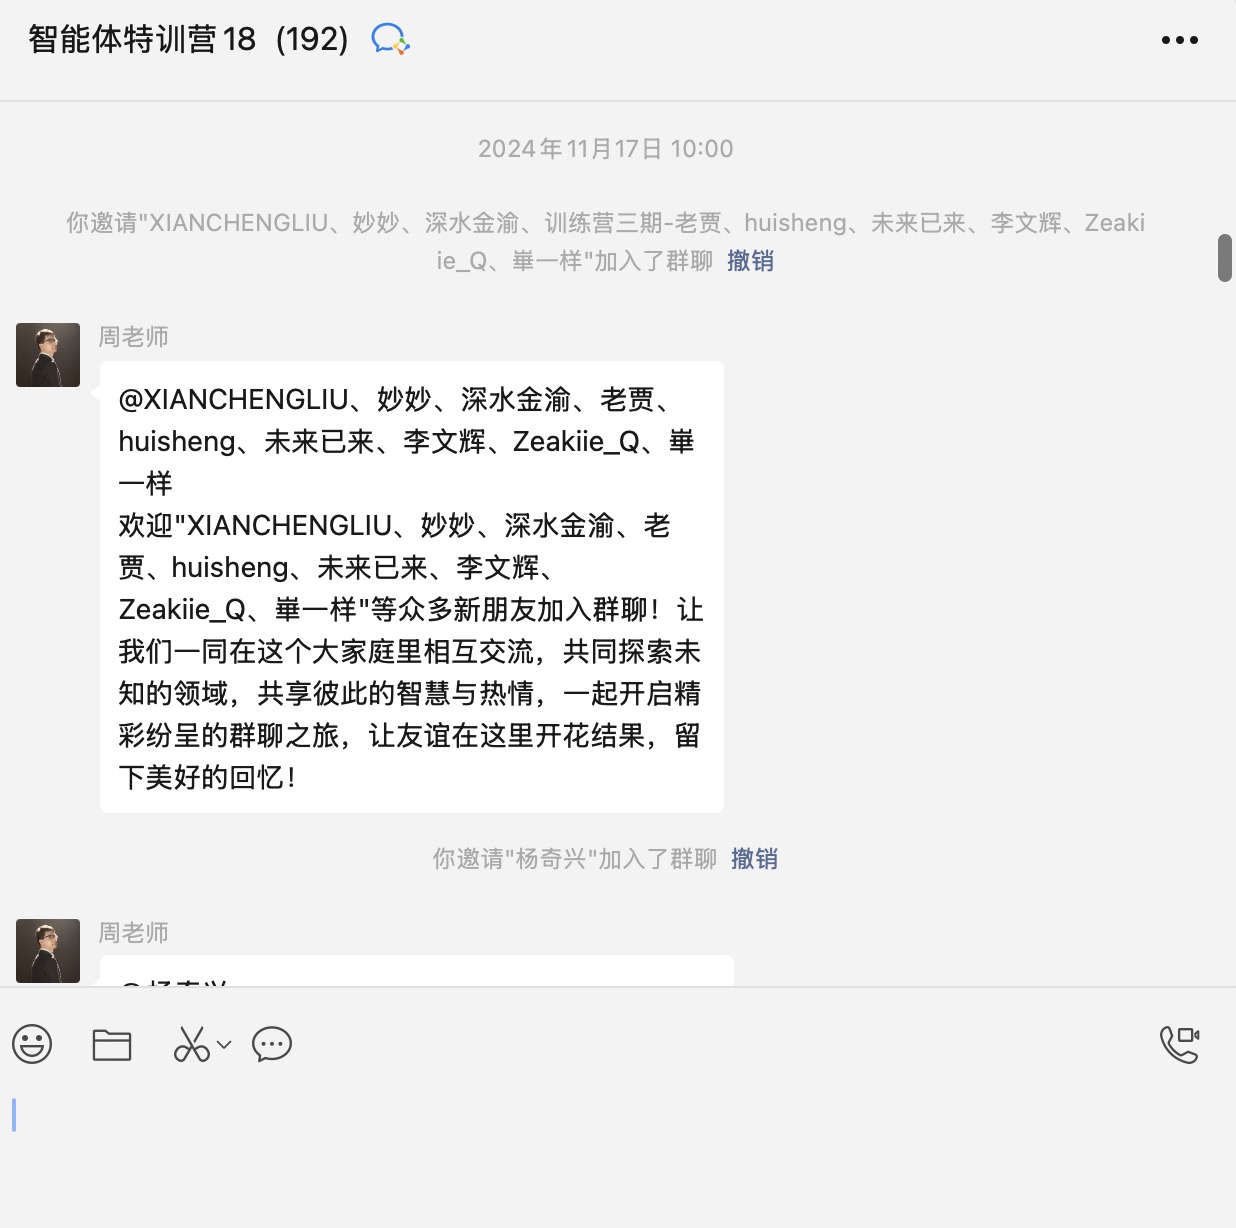 智能体特训营18（192）
2024年11月17日 10:00
你邀请"XIANCHENGLIU、妙妙、深水金渝、训练营三期-老贾、huisheng、未来已来、李文辉、Zeaki
ie_Q、崋一样"加入了群聊 撤销
周老师
@XIANCHENGLIU、妙妙、深水金渝、老贾、
huisheng、未来已来、李文辉、Zeakiie_Q、崋
一样
欢迎"XIANCHENGLIU、妙妙、深水金渝、老
贾、huisheng、未来已来、李文辉、
Zeakiie_Q、崋一样"等众多新朋友加入群聊！让
我们一同在这个大家庭里相互交流，共同探索未
知的领域，共享彼此的智慧与热情，一起开启精
彩纷呈的群聊之旅，让友谊在这里开花结果，留
下美好的回忆！
你邀请"杨奇兴"加入了群聊 撤销
周老师